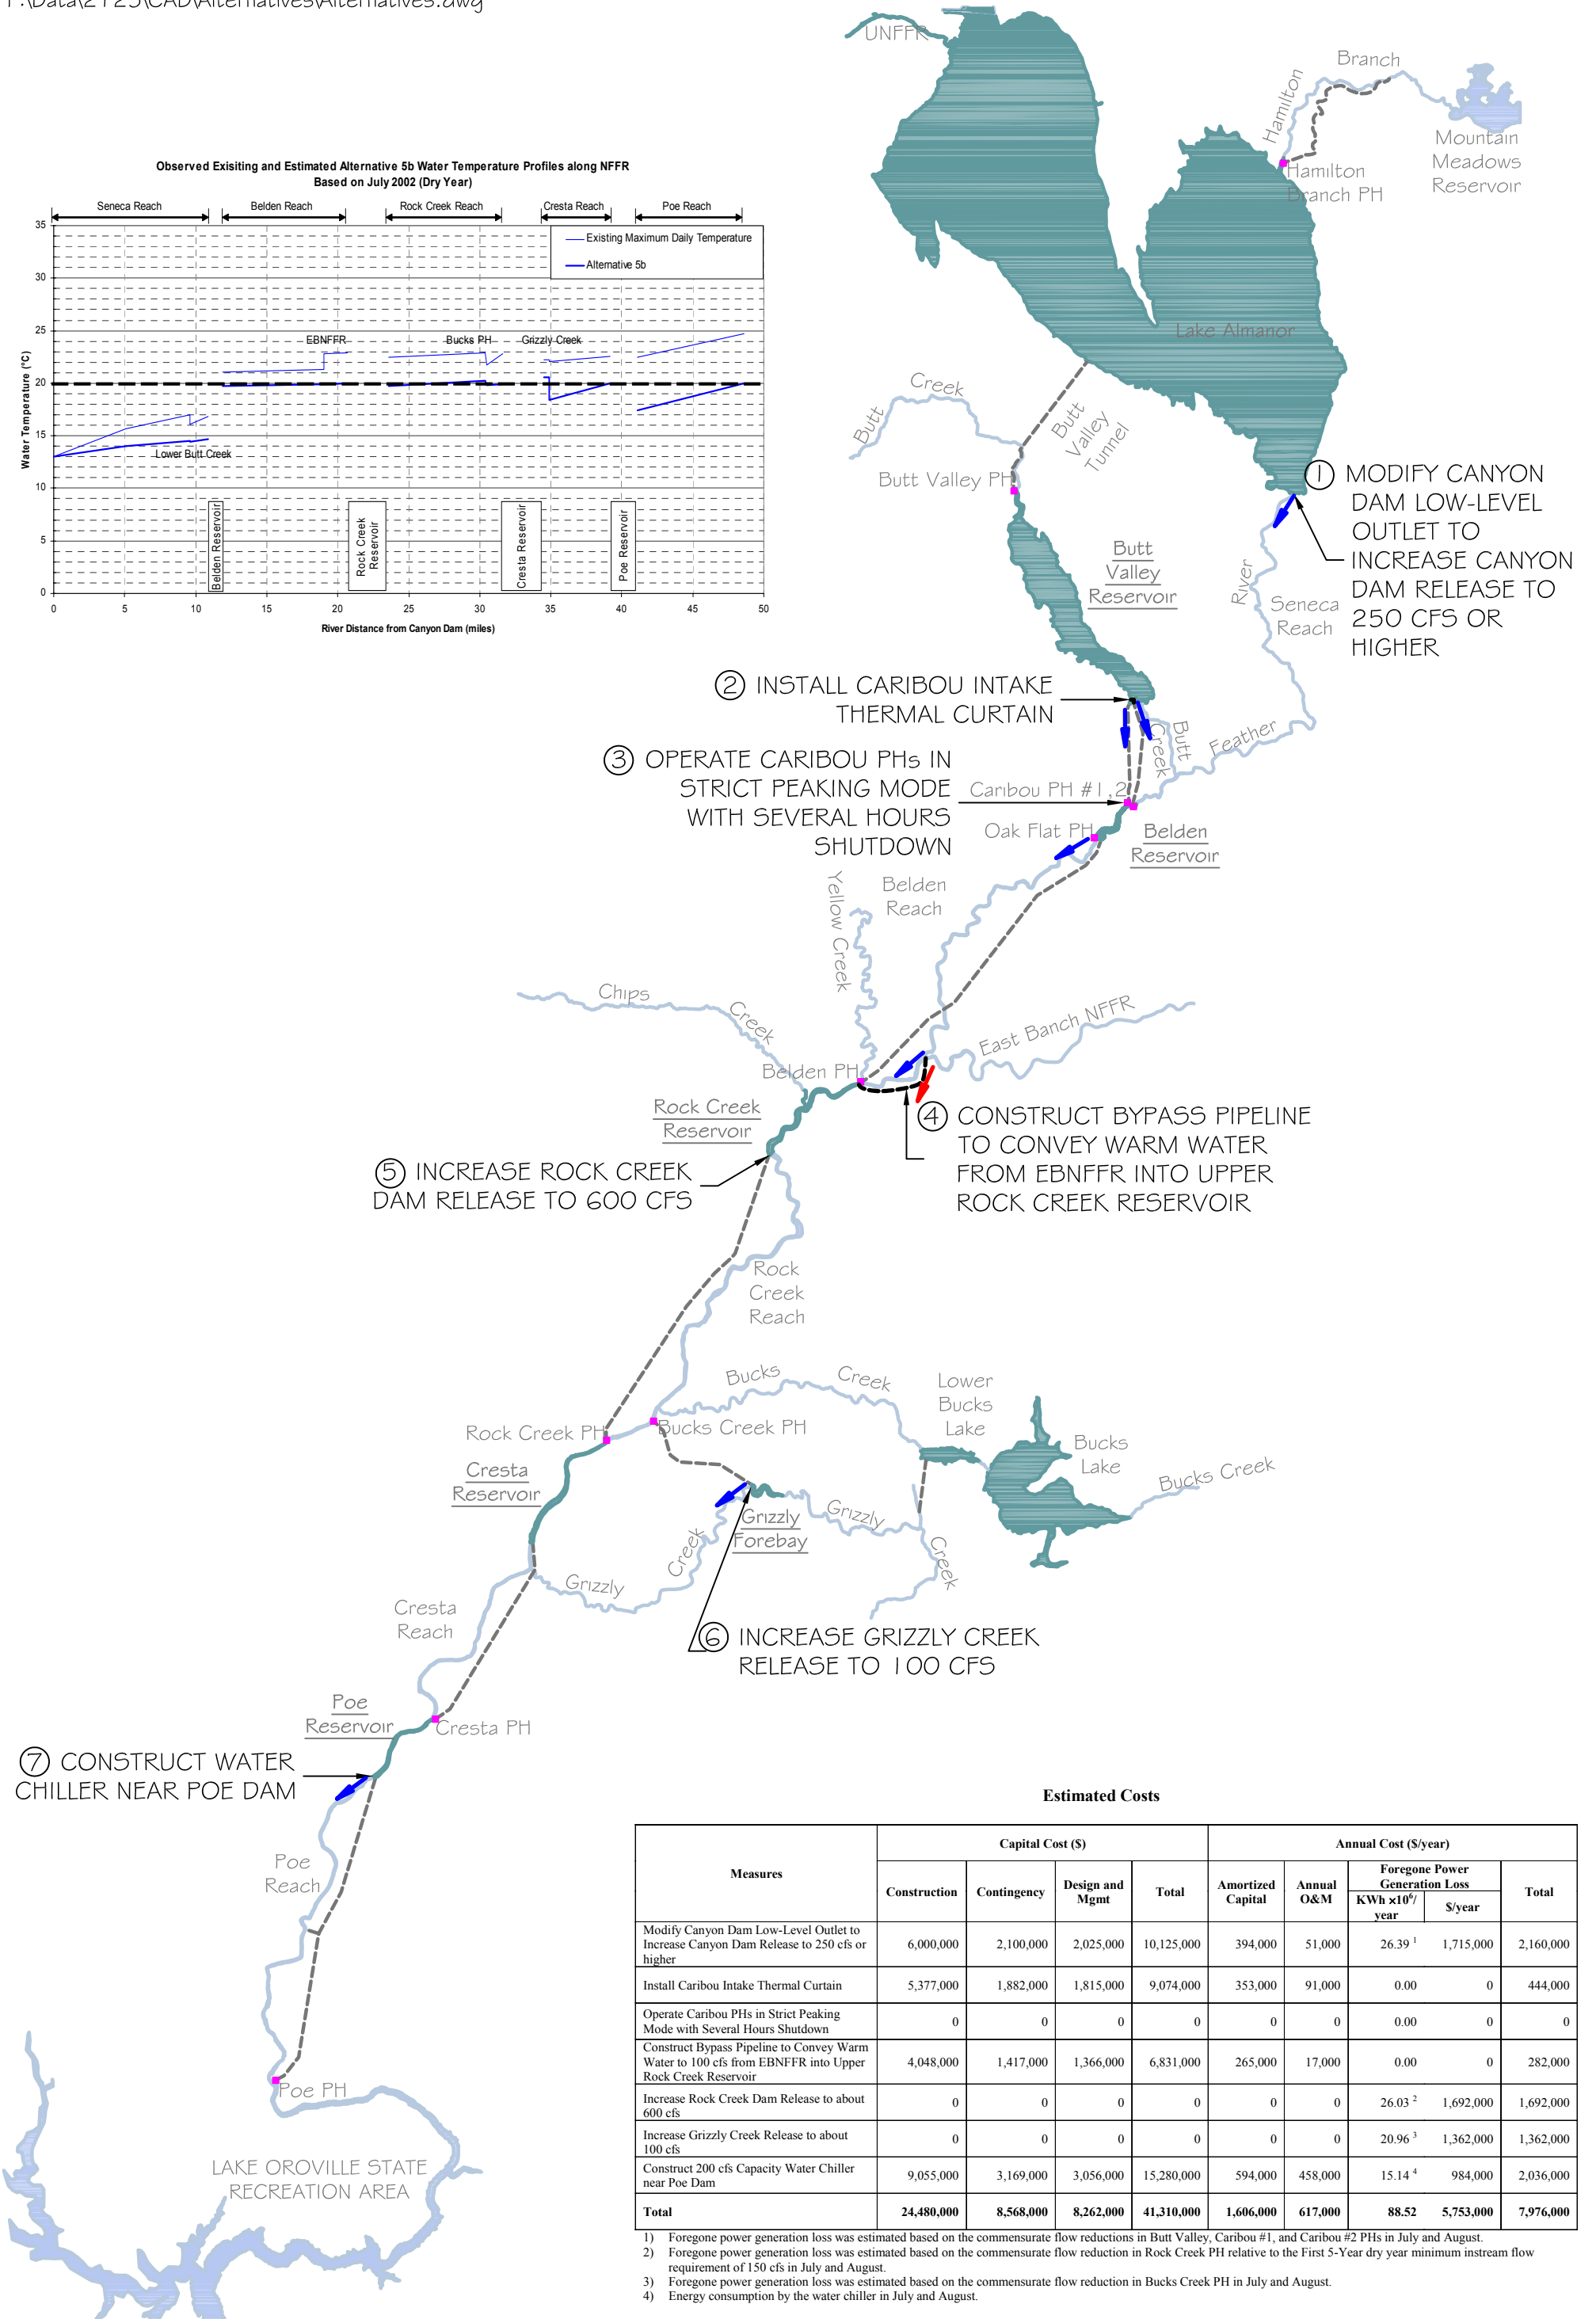 UNFFR
Branch
Hamilton
Mountain
Meadows
Reservoir
Hamilton
Branch PH
Observed Exisiting and Estimated Alternative 5b Water Temperature Profiles along NFFR
Based on July 2002 (Dry Year)
Seneca Reach
Belden Reach
Rock Creek Reach
Cresta Reach
Poe Reach
Existing Maximum Daily Temperature
Alternative 5b
35
30
25
20
15
10
5
0
Water Temperature (°C)
EBNFFR
Bucks PH
Grizzly Creek
Lower Butt Creek
Belden Reservoir
Rock Creek
Reservoir
Cresta Reservoir
Poe Reservoir
0 5 10 15 20 25 30 35 40 45 50
River Distance from Canyon Dam (miles)
Lake Almanor
Butt
Creek
Butt
Valley
Tunnel
Butt Valley PH
Butt
Valley
Reservoir
River
Seneca
Reach
1 MODIFY CANYON
DAM LOW-LEVEL
OUTLET TO
INCREASE CANYON
DAM RELEASE TO
250 CFS OR
HIGHER
2 INSTALL CARIBOU INTAKE
THERMAL CURTAIN
Butt
Creek
Feather
3 OPERATE CARIBOU PHs IN
STRICT PEAKING MODE
WITH SEVERAL HOURS
SHUTDOWN
Caribou PH #1,2
Oak Flat PH
Belden
Reservoir
Belden
Reach
Yellow Creek
Chips
Creek
East Banch NFFR
Belden PH
Rock Creek
Reservoir
4 CONSTRUCT BYPASS PIPELINE
TO CONVEY WARM WATER
FROM EBNFFR INTO UPPER
ROCK CREEK RESERVOIR
5 INCREASE ROCK CREEK
DAM RELEASE TO 600 CFS
Rock
Creek
Reach
Bucks
Creek
Lower
Bucks
Lake
Rock Creek PH
Bucks Creek PH
Bucks
Lake
Bucks Creek
Cresta
Reservoir
Grizzly
Forebay
Grizzly
Creek
Creek
Grizzly
Cresta
Reach
6 INCREASE GRIZZLY CREEK
RELEASE TO 100 CFS
Poe
Reservoir
Cresta PH
7 CONSTRUCT WATER
CHILLER NEAR POE DAM
Poe
Reach
Poe PH
LAKE OROVILLE STATE
RECREATION AREA
Estimated Costs
Measures
Capital Cost ($)
Annual Cost ($/year)
Construction
Contingency
Design and
Mgmt
Total
Amortized
Capital
Annual
O&M
Foregone Power
Generation Loss
KWh ×10⁶/
year
$/year
Total
Modify Canyon Dam Low-Level Outlet to
Increase Canyon Dam Release to 250 cfs or
higher
6,000,000 2,100,000 2,025,000 10,125,000 394,000 51,000 26.39 ¹ 1,715,000 2,160,000
Install Caribou Intake Thermal Curtain 5,377,000 1,882,000 1,815,000 9,074,000 353,000 91,000 0.00 0 444,000
Operate Caribou PHs in Strict Peaking
Mode with Several Hours Shutdown
0 0 0 0 0 0 0.00 0 0
Construct Bypass Pipeline to Convey Warm
Water to 100 cfs from EBNFFR into Upper
Rock Creek Reservoir
4,048,000 1,417,000 1,366,000 6,831,000 265,000 17,000 0.00 0 282,000
Increase Rock Creek Dam Release to about
600 cfs
0 0 0 0 0 0 26.03 ² 1,692,000 1,692,000
Increase Grizzly Creek Release to about
100 cfs
0 0 0 0 0 0 20.96 ³ 1,362,000 1,362,000
Construct 200 cfs Capacity Water Chiller
near Poe Dam
9,055,000 3,169,000 3,056,000 15,280,000 594,000 458,000 15.14 ⁴ 984,000 2,036,000
Total 24,480,000 8,568,000 8,262,000 41,310,000 1,606,000 617,000 88.52 5,753,000 7,976,000
1) Foregone power generation loss was estimated based on the commensurate flow reductions in Butt Valley, Caribou #1, and Caribou #2 PHs in July and August.
2) Foregone power generation loss was estimated based on the commensurate flow reduction in Rock Creek PH relative to the First 5-Year dry year minimum instream flow
requirement of 150 cfs in July and August.
3) Foregone power generation loss was estimated based on the commensurate flow reduction in Bucks Creek PH in July and August.
4) Energy consumption by the water chiller in July and August.